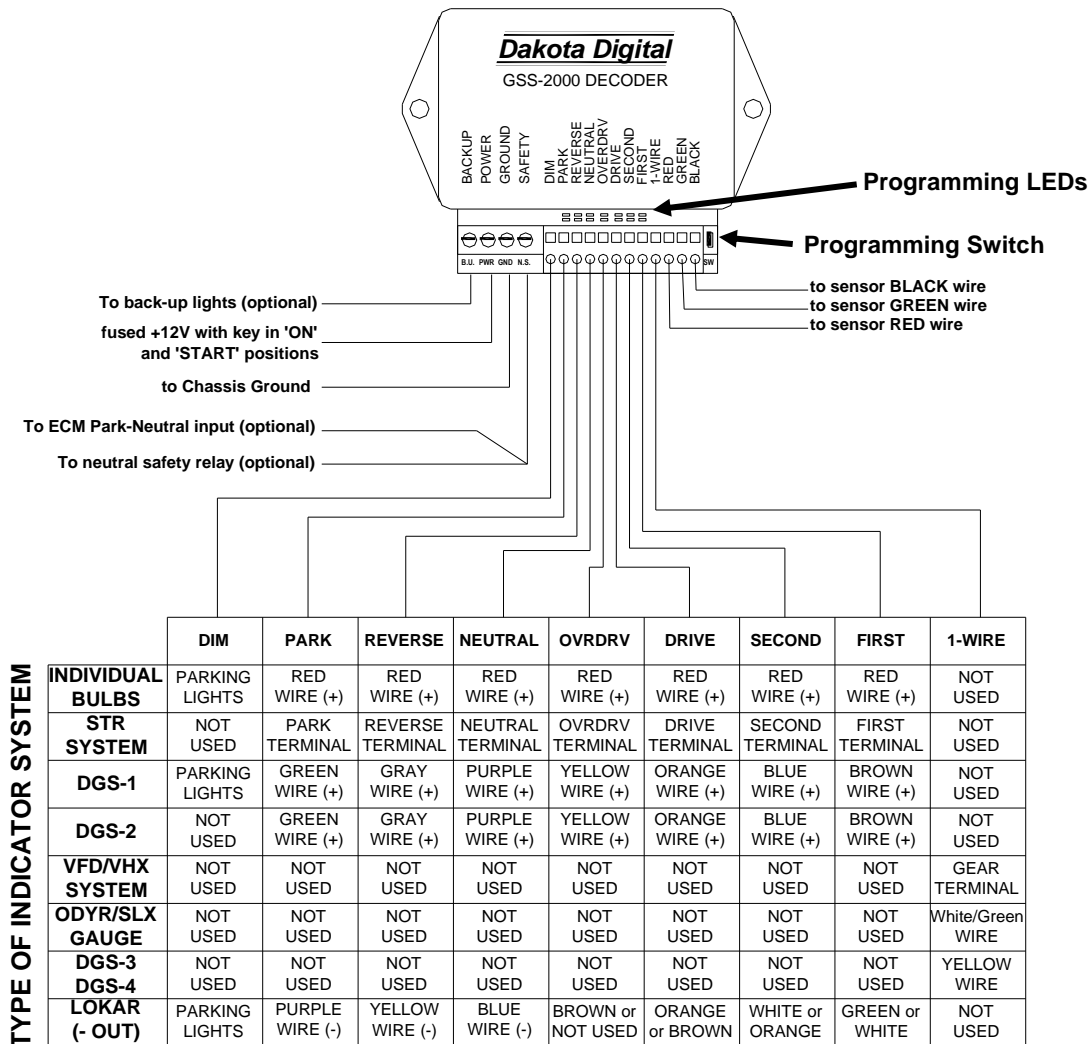 Dakota Digital
GSS-2000 DECODER
BACKUP
POWER
GROUND
SAFETY
DIM
PARK
REVERSE
NEUTRAL
OVERDRV
DRIVE
SECOND
FIRST
1-WIRE
RED
GREEN
BLACK
Programming LEDs
Programming Switch
B.U. PWR GND N.S. SW
to sensor BLACK wire
to sensor GREEN wire
to sensor RED wire
To back-up lights (optional)
fused +12V with key in 'ON'
and 'START' positions
to Chassis Ground
To ECM Park-Neutral input (optional)
To neutral safety relay (optional)
TYPE OF INDICATOR SYSTEM
DIM PARK REVERSE NEUTRAL OVRDRV DRIVE SECOND FIRST 1-WIRE
INDIVIDUAL PARKING RED RED RED RED RED RED RED NOT
BULBS LIGHTS WIRE (+) WIRE (+) WIRE (+) WIRE (+) WIRE (+) WIRE (+) WIRE (+) USED
STR NOT PARK REVERSE NEUTRAL OVRDRV DRIVE SECOND FIRST NOT
SYSTEM USED TERMINAL TERMINAL TERMINAL TERMINAL TERMINAL TERMINAL TERMINAL USED
DGS-1 PARKING GREEN GRAY PURPLE YELLOW ORANGE BLUE BROWN NOT
LIGHTS WIRE (+) WIRE (+) WIRE (+) WIRE (+) WIRE (+) WIRE (+) WIRE (+) USED
DGS-2 NOT GREEN GRAY PURPLE YELLOW ORANGE BLUE BROWN NOT
USED WIRE (+) WIRE (+) WIRE (+) WIRE (+) WIRE (+) WIRE (+) WIRE (+) USED
VFD/VHX NOT NOT NOT NOT NOT NOT NOT NOT GEAR
SYSTEM USED USED USED USED USED USED USED USED TERMINAL
ODYR/SLX NOT NOT NOT NOT NOT NOT NOT NOT White/Green
GAUGE USED USED USED USED USED USED USED USED WIRE
DGS-3 NOT NOT NOT NOT NOT NOT NOT NOT YELLOW
DGS-4 USED USED USED USED USED USED USED USED WIRE
LOKAR PARKING PURPLE YELLOW BLUE BROWN or ORANGE WHITE or GREEN or NOT
(- OUT) LIGHTS WIRE (-) WIRE (-) WIRE (-) NOT USED or BROWN ORANGE WHITE USED